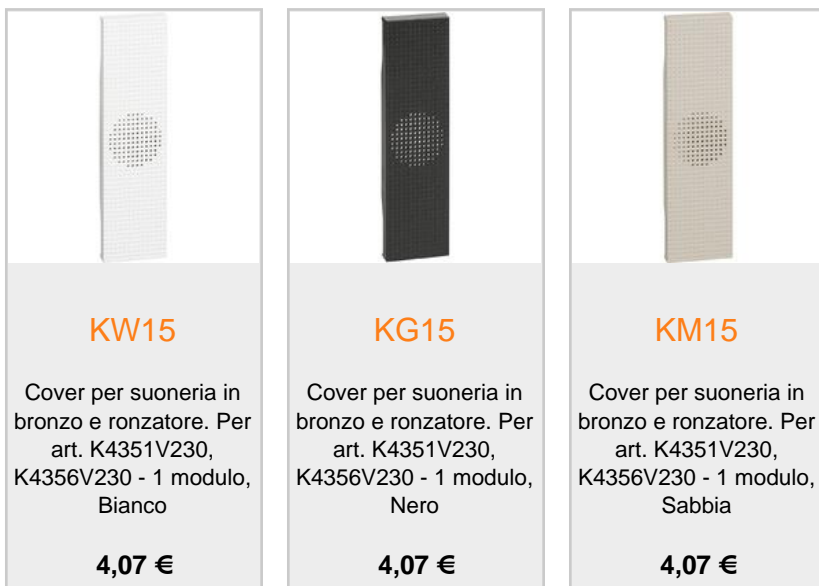 KW15
Cover per suoneria in
bronzo e ronzatore. Per
art. K4351V230,
K4356V230 - 1 modulo,
Bianco
4,07 €
KG15
Cover per suoneria in
bronzo e ronzatore. Per
art. K4351V230,
K4356V230 - 1 modulo,
Nero
4,07 €
KM15
Cover per suoneria in
bronzo e ronzatore. Per
art. K4351V230,
K4356V230 - 1 modulo,
Sabbia
4,07 €